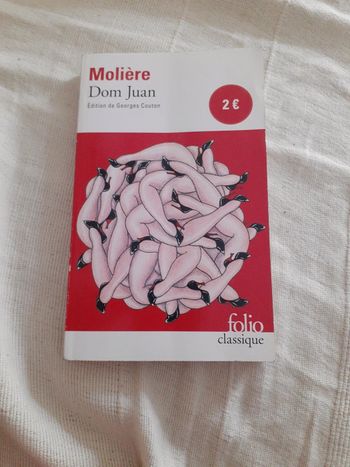 Molière
Dom Juan
Édition de Georges Couton
2 €
folio
classique